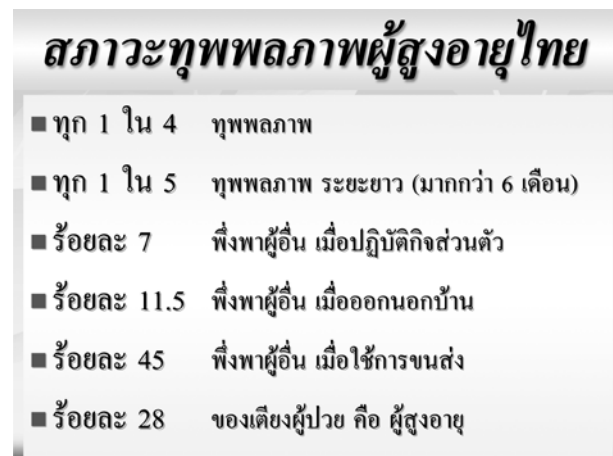 สภาวะทุพพลภาพผู้สูงอายุไทย
■ทุก 1 ใน 4 ทุพพลภาพ
■ทุก 1 ใน 5 ทุพพลภาพ ระยะยาว (มากกว่า 6 เดือน)
■ร้อยละ 7 พึ่งพาผู้อื่น เมื่อปฏิบัติกิจส่วนตัว
■ร้อยละ 11.5 พึ่งพาผู้อื่น เมื่อออกนอกบ้าน
■ร้อยละ 45 พึ่งพาผู้อื่น เมื่อใช้การขนส่ง
■ร้อยละ 28 ของเตียงผู้ป่วย คือ ผู้สูงอายุ